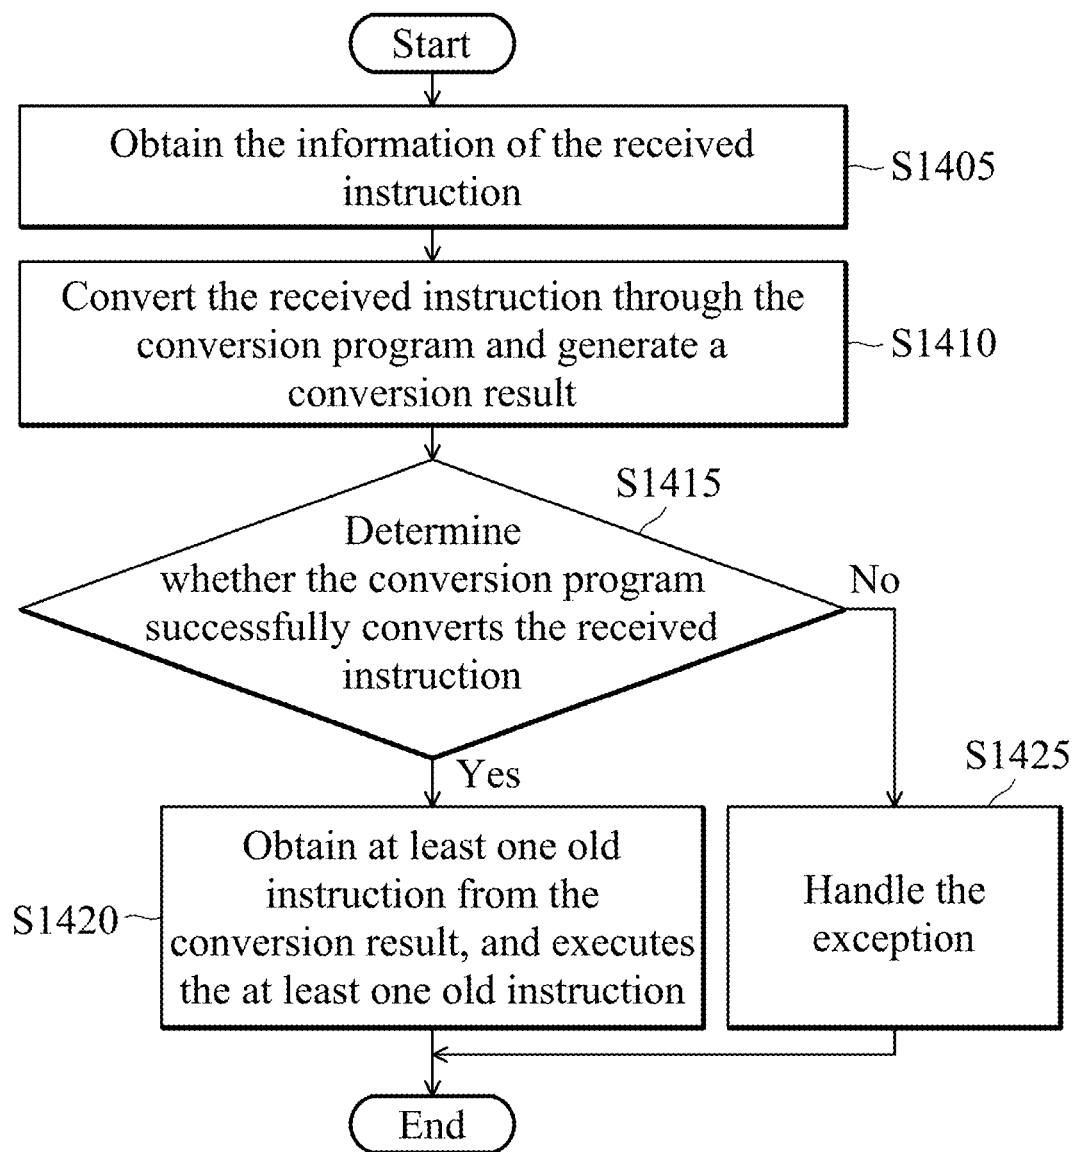 Start
Obtain the information of the received
instruction
S1405
Convert the received instruction through the
conversion program and generate a
conversion result
S1410
S1415
Determine
whether the conversion program
successfully converts the received
instruction
No
Yes
S1425
Obtain at least one old
instruction from the
conversion result, and executes
the at least one old instruction
S1420
Handle the
exception
End